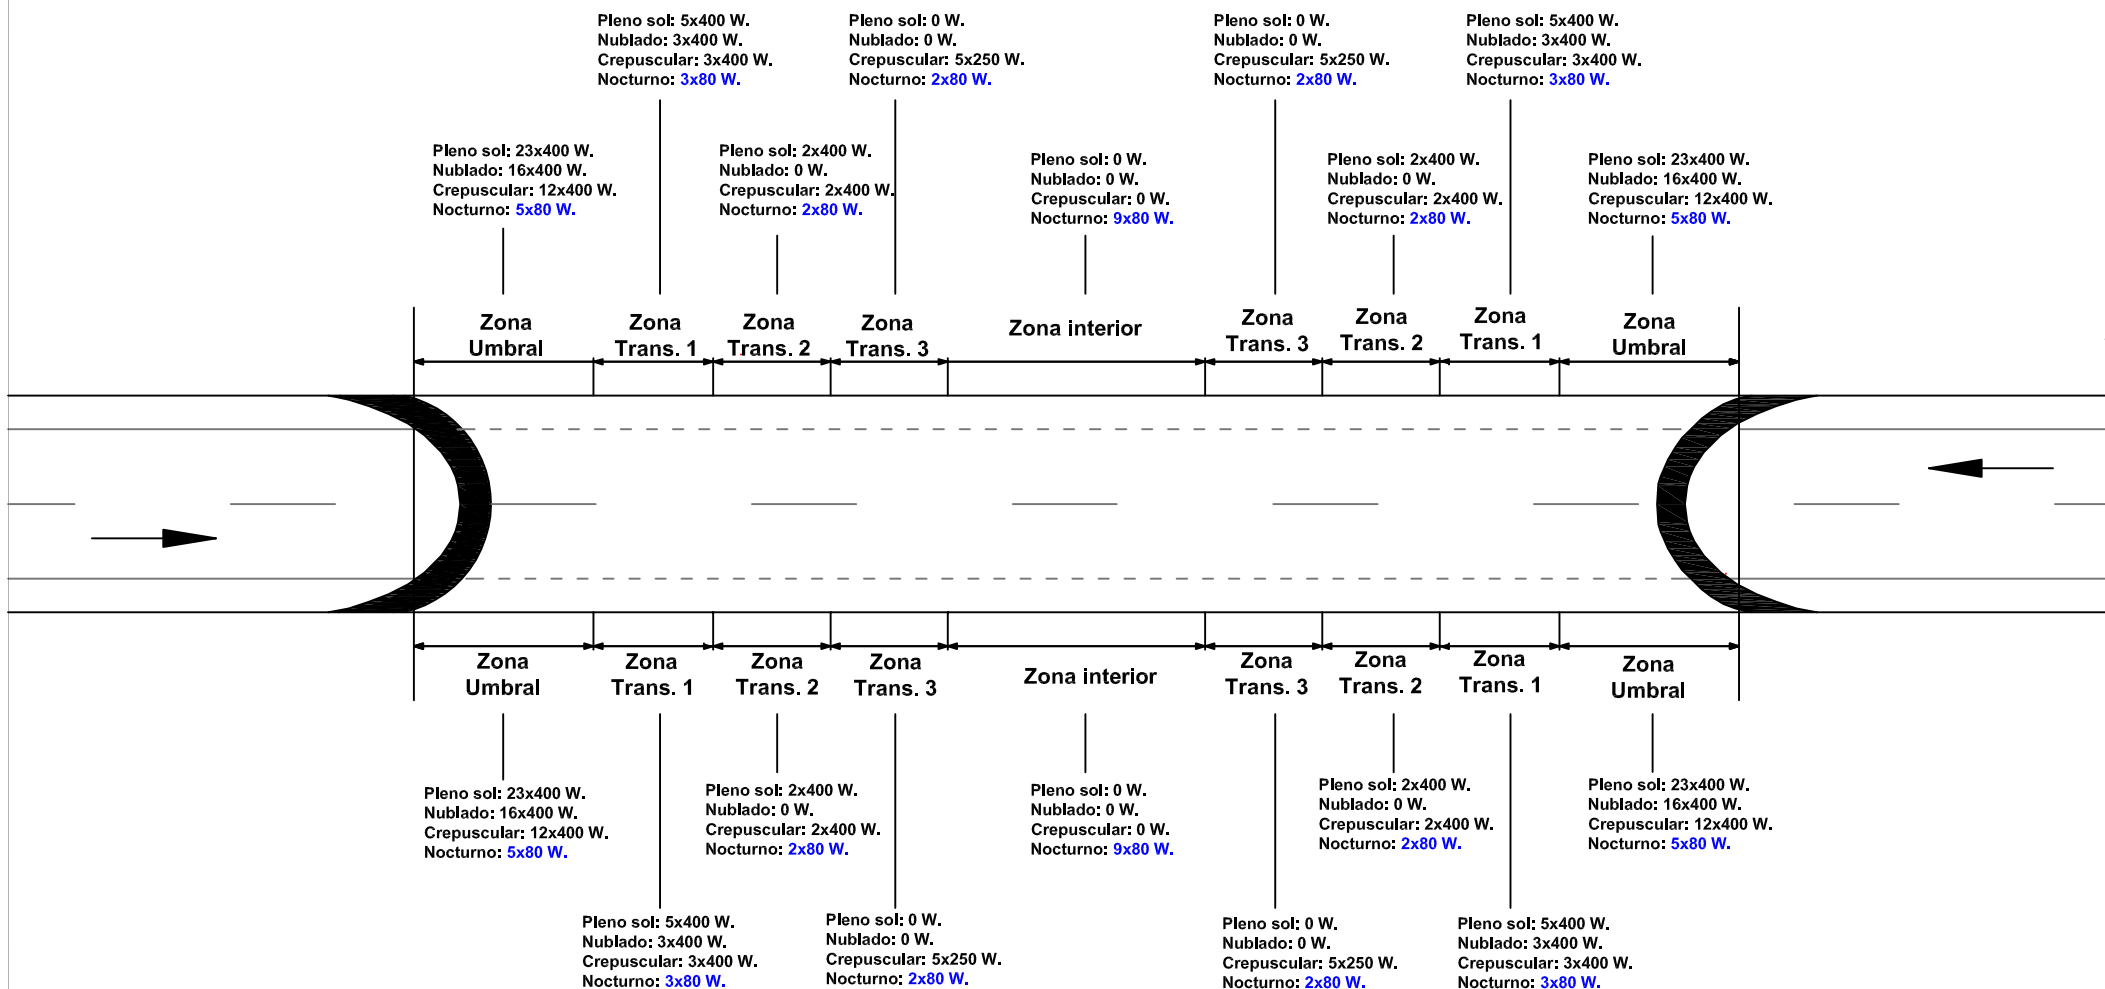 Pleno sol: 5x400 W.
Nublado: 3x400 W.
Crepuscular: 3x400 W.
Nocturno: 3x80 W.
Pleno sol: 0 W.
Nublado: 0 W.
Crepuscular: 5x250 W.
Nocturno: 2x80 W.
Pleno sol: 0 W.
Nublado: 0 W.
Crepuscular: 5x250 W.
Nocturno: 2x80 W.
Pleno sol: 5x400 W.
Nublado: 3x400 W.
Crepuscular: 3x400 W.
Nocturno: 3x80 W.
Pleno sol: 23x400 W.
Nublado: 16x400 W.
Crepuscular: 12x400 W.
Nocturno: 5x80 W.
Pleno sol: 2x400 W.
Nublado: 0 W.
Crepuscular: 2x400 W.
Nocturno: 2x80 W.
Pleno sol: 0 W.
Nublado: 0 W.
Crepuscular: 0 W.
Nocturno: 9x80 W.
Pleno sol: 2x400 W.
Nublado: 0 W.
Crepuscular: 2x400 W.
Nocturno: 2x80 W.
Pleno sol: 23x400 W.
Nublado: 16x400 W.
Crepuscular: 12x400 W.
Nocturno: 5x80 W.
Zona
Umbral
Zona
Trans. 1
Zona
Trans. 2
Zona
Trans. 3
Zona interior
Zona
Trans. 3
Zona
Trans. 2
Zona
Trans. 1
Zona
Umbral
Zona
Umbral
Zona
Trans. 1
Zona
Trans. 2
Zona
Trans. 3
Zona interior
Zona
Trans. 3
Zona
Trans. 2
Zona
Trans. 1
Zona
Umbral
Pleno sol: 23x400 W.
Nublado: 16x400 W.
Crepuscular: 12x400 W.
Nocturno: 5x80 W.
Pleno sol: 2x400 W.
Nublado: 0 W.
Crepuscular: 2x400 W.
Nocturno: 2x80 W.
Pleno sol: 0 W.
Nublado: 0 W.
Crepuscular: 0 W.
Nocturno: 9x80 W.
Pleno sol: 2x400 W.
Nublado: 0 W.
Crepuscular: 2x400 W.
Nocturno: 2x80 W.
Pleno sol: 23x400 W.
Nublado: 16x400 W.
Crepuscular: 12x400 W.
Nocturno: 5x80 W.
Pleno sol: 5x400 W.
Nublado: 3x400 W.
Crepuscular: 3x400 W.
Nocturno: 3x80 W.
Pleno sol: 0 W.
Nublado: 0 W.
Crepuscular: 5x250 W.
Nocturno: 2x80 W.
Pleno sol: 0 W.
Nublado: 0 W.
Crepuscular: 5x250 W.
Nocturno: 2x80 W.
Pleno sol: 5x400 W.
Nublado: 3x400 W.
Crepuscular: 3x400 W.
Nocturno: 3x80 W.